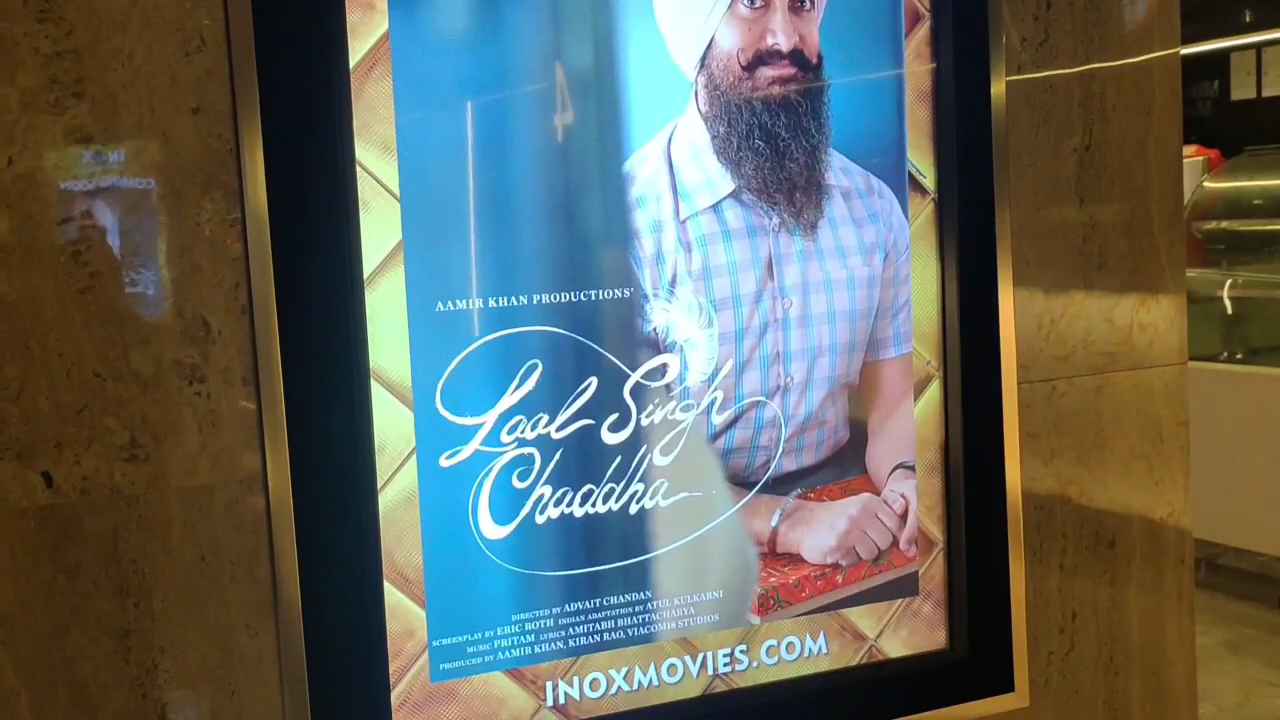 AAMIR KHAN PRODUCTIONS'
Laal Singh
Chaddha
DIRECTED BY ADVAIT CHANDAN
SCREENPLAY BY ERIC ROTH INDIAN ADAPTATION BY ATUL KULKARNI
MUSIC PRITAM LYRICS AMITABH BHATTACHARYA
PRODUCED BY AAMIR KHAN, KIRAN RAO, VIACOM18 STUDIOS
INOXMOVIES.COM